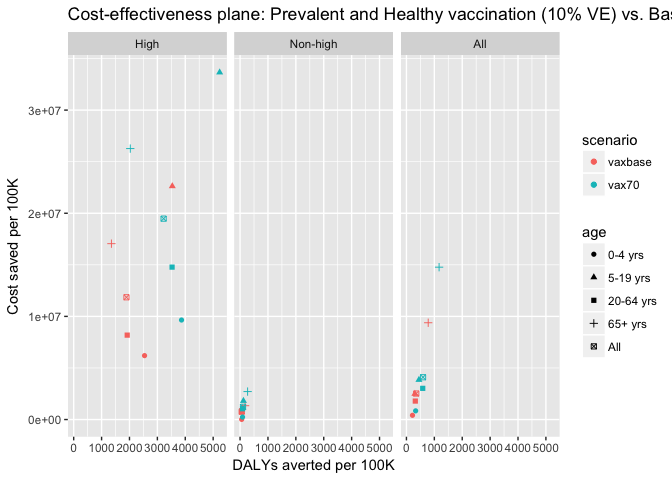 Cost-effectiveness plane: Prevalent and Healthy vaccination (10% VE) vs. Bas
High Non-high All
3e+07
2e+07
1e+07
0e+00
Cost saved per 100K
0 1000 2000 3000 4000 5000 0 1000 2000 3000 4000 5000 0 1000 2000 3000 4000 5000
DALYs averted per 100K
scenario
vaxbase
vax70
age
0-4 yrs
5-19 yrs
20-64 yrs
65+ yrs
All